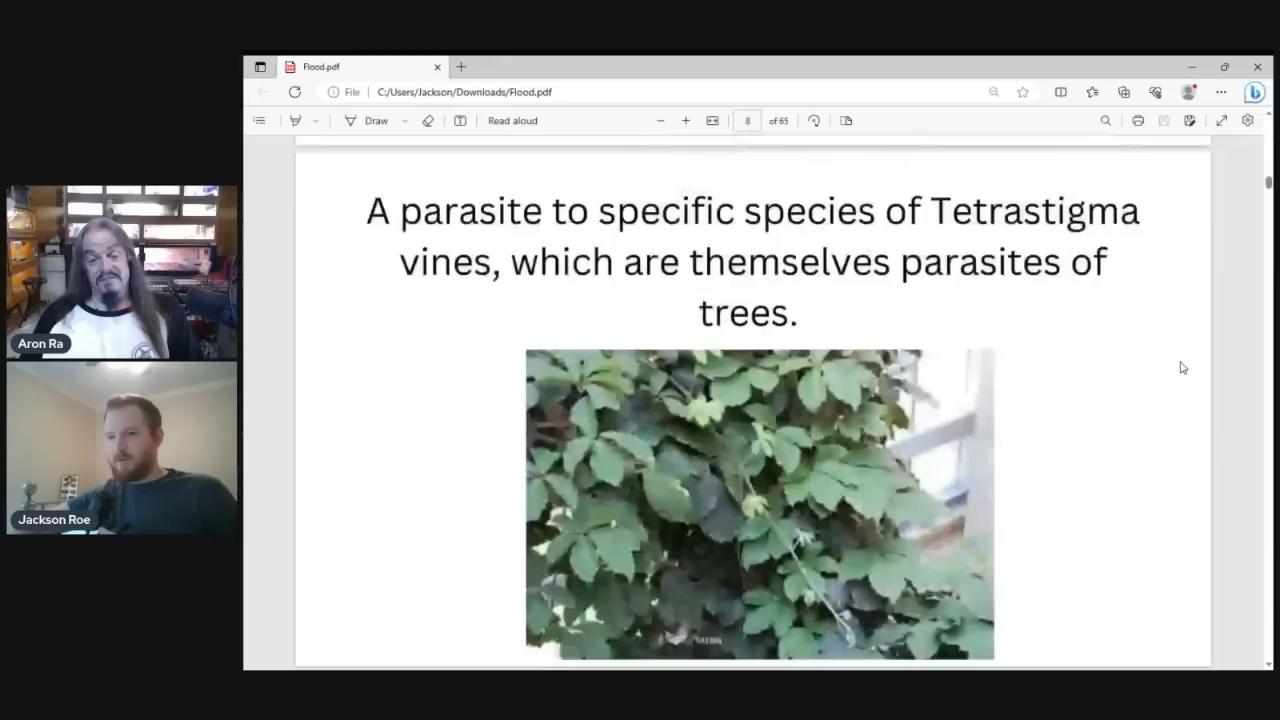 Flood.pdf
File
C:/Users/Jackson/Downloads/Flood.pdf
Draw
Read aloud
8
of 65
A parasite to specific species of Tetrastigma
vines, which are themselves parasites of
trees.
Aron Ra
Jackson Roe